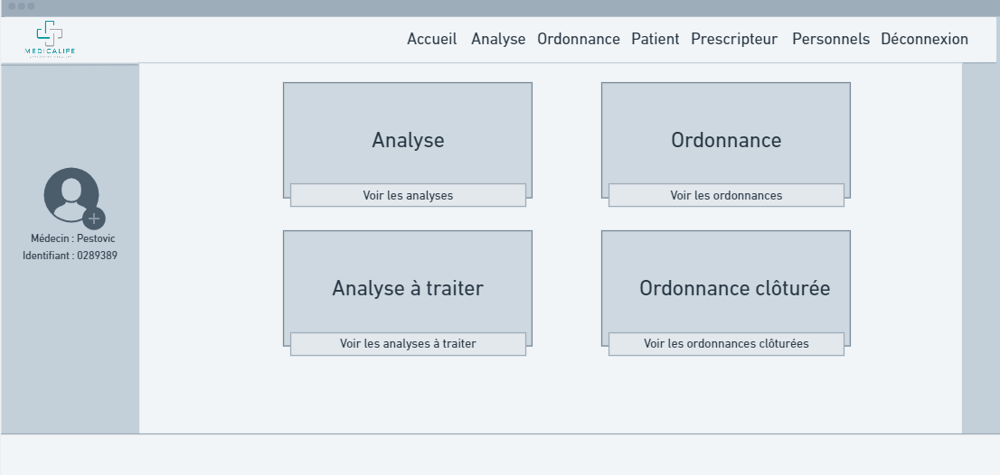 MEDICALIFE
Accueil Analyse Ordonnance Patient Prescripteur Personnels Déconnexion
Analyse
Voir les analyses
Ordonnance
Voir les ordonnances
Médecin : Pestovic
Identifiant : 0289389
Analyse à traiter
Voir les analyses à traiter
Ordonnance clôturée
Voir les ordonnances clôturées